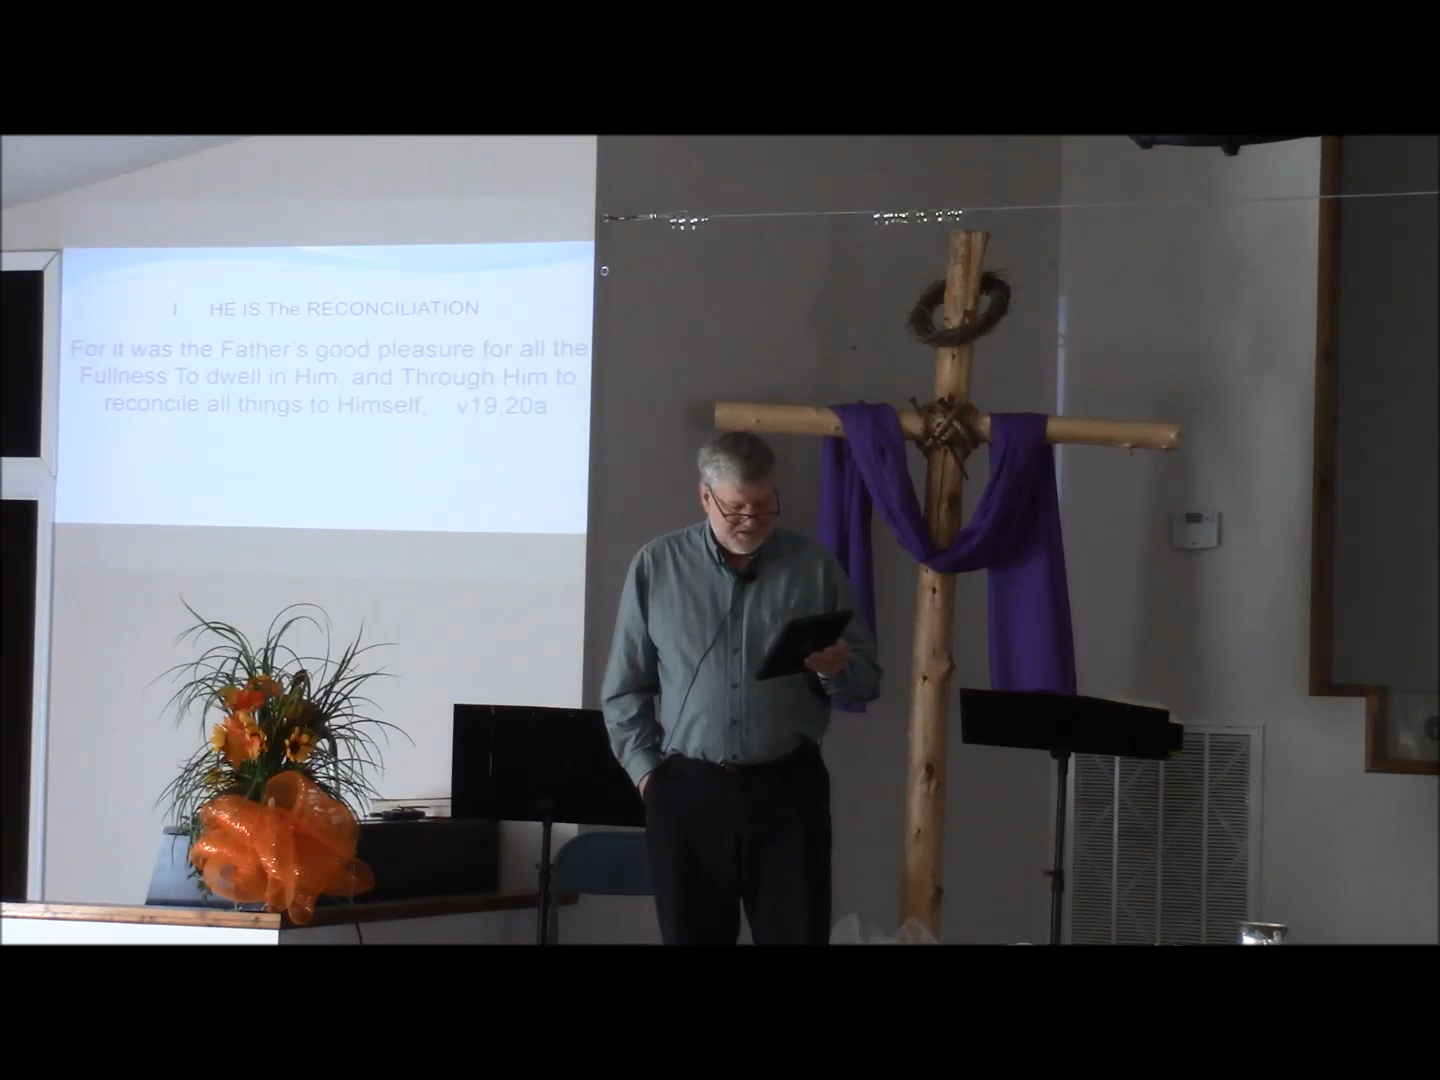 I. HE IS The RECONCILIATION
For it was the Father's good pleasure for all the
Fullness To dwell in Him, and Through Him to
reconcile all things to Himself, v19,20a